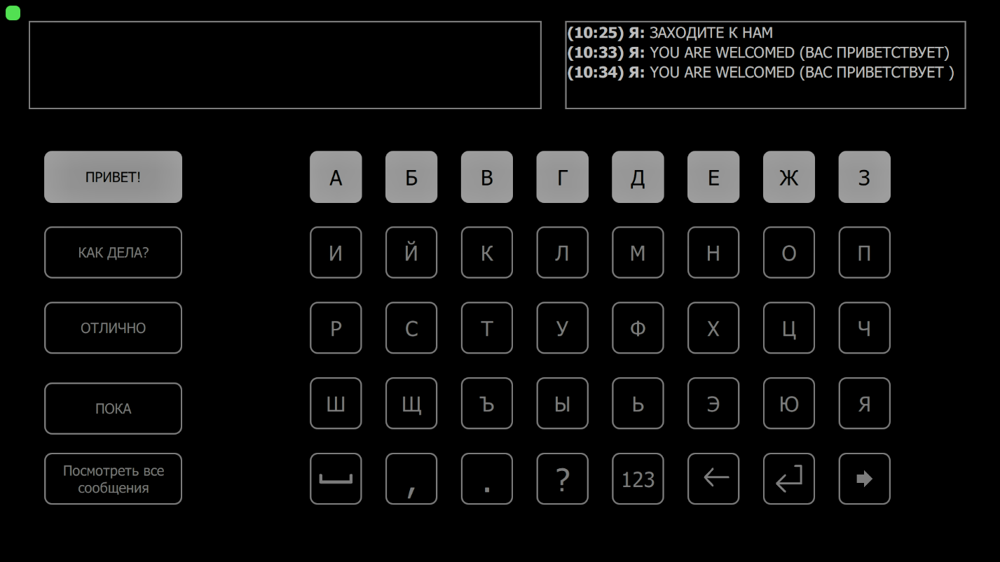 (10:25) Я: ЗАХОДИТЕ К НАМ
(10:33) Я: YOU ARE WELCOMED (ВАС ПРИВЕТСТВУЕТ)
(10:34) Я: YOU ARE WELCOMED (ВАС ПРИВЕТСТВУЕТ )
ПРИВЕТ! А Б В Г Д Е Ж З
КАК ДЕЛА? И Й К Л М Н О П
ОТЛИЧНО Р С Т У Ф Х Ц Ч
ПОКА Ш Щ Ъ Ы Ь Э Ю Я
Посмотреть все
сообщения , . ? 123